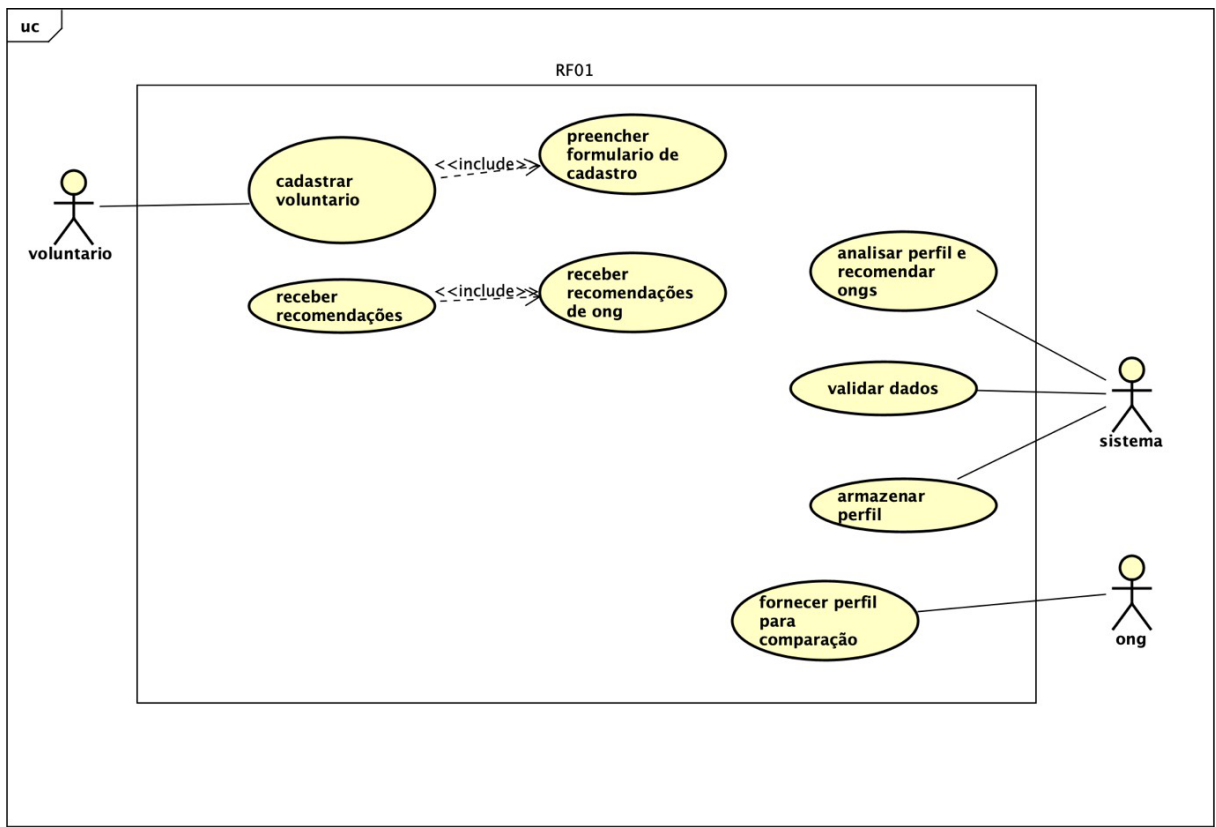 uc
RF01
preencher
formulario de
cadastro
<<include>>
cadastrar
voluntario
voluntario
analisar perfil e
recomendar
ongs
receber
recomendações
de ong
<<include>>
receber
recomendações
validar dados
sistema
armazenar
perfil
fornecer perfil
para
comparação
ong